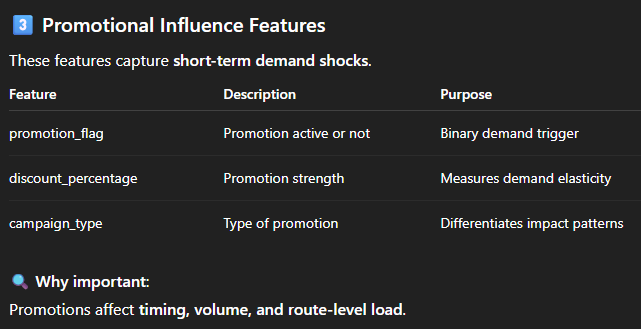 3 Promotional Influence Features
These features capture short-term demand shocks.
Feature Description Purpose
promotion_flag Promotion active or not Binary demand trigger
discount_percentage Promotion strength Measures demand elasticity
campaign_type Type of promotion Differentiates impact patterns
Why important:
Promotions affect timing, volume, and route-level load.